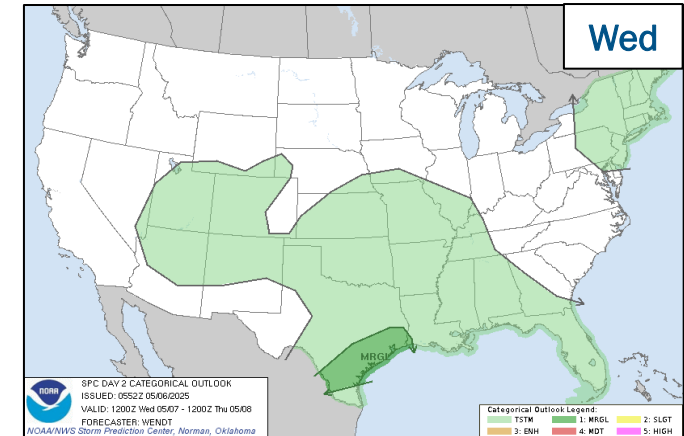 Wed
MRGL
NOAA
SPC DAY 2 CATEGORICAL OUTLOOK
ISSUED: 0552Z 05/06/2025
VALID: 1200Z Wed 05/07 - 1200Z Thu 05/08
FORECASTER: WENDT
NOAA/NWS Storm Prediction Center, Norman, Oklahoma
Categorical Outlook Legend:
TSTM 1: MRGL 2: SLGT
3: ENH 4: MDT 5: HIGH